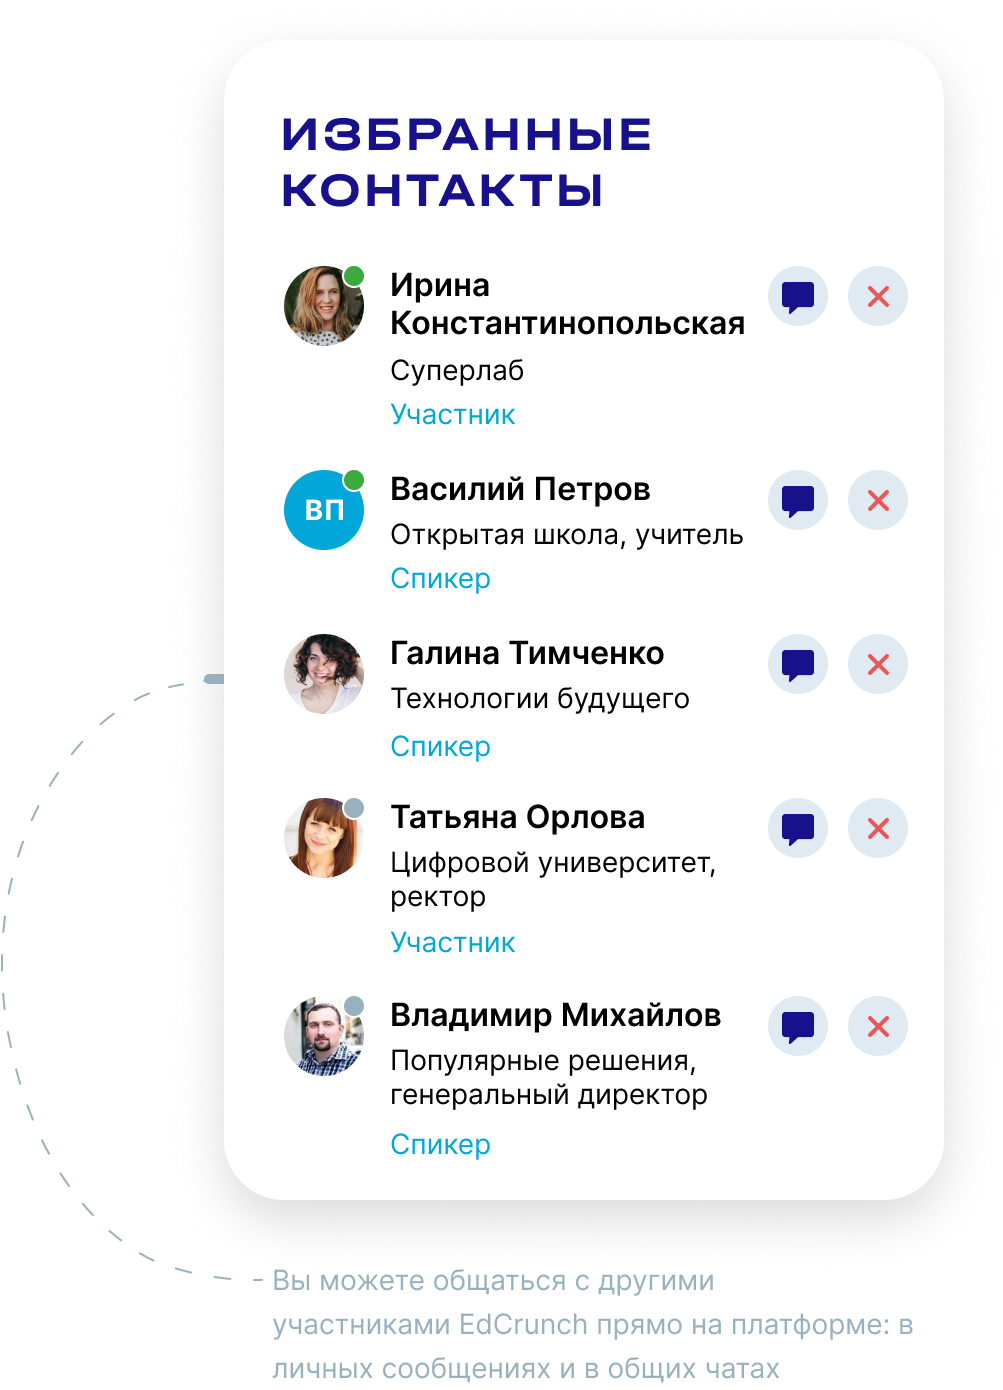 ИЗБРАННЫЕ
КОНТАКТЫ
Ирина
Константинопольская
Суперлаб
Участник
ВП
Василий Петров
Открытая школа, учитель
Спикер
Галина Тимченко
Технологии будущего
Спикер
Татьяна Орлова
Цифровой университет,
ректор
Участник
Владимир Михайлов
Популярные решения,
генеральный директор
Спикер
Вы можете общаться с другими
участниками EdCrunch прямо на платформе: в
личных сообщениях и в общих чатах